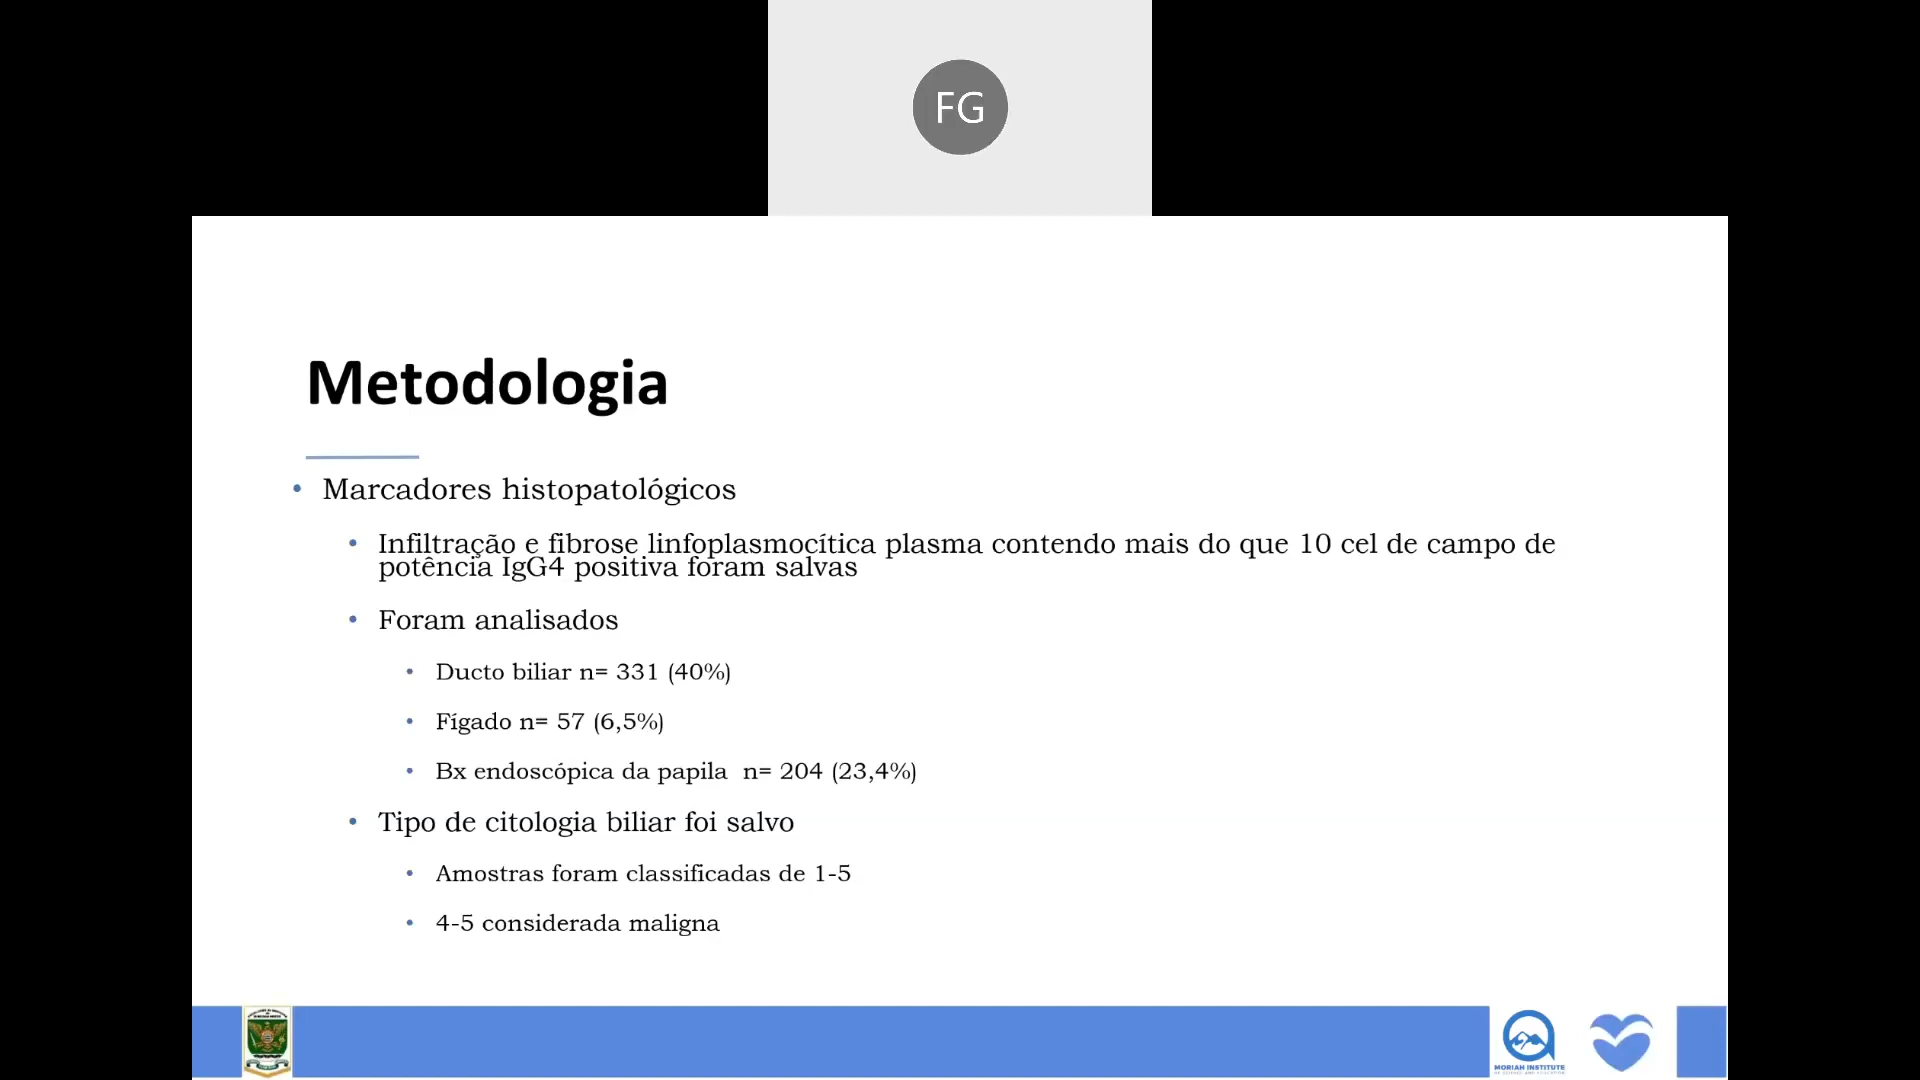 FG
Metodologia
• Marcadores histopatológicos
• Infiltração e fibrose linfoplasmocítica plasma contendo mais do que 10 cel de campo de
potência IgG4 positiva foram salvas
• Foram analisados
• Ducto biliar n= 331 (40%)
• Fígado n= 57 (6,5%)
• Bx endoscópica da papila n= 204 (23,4%)
• Tipo de citologia biliar foi salvo
• Amostras foram classificadas de 1-5
• 4-5 considerada maligna
MORIAH INSTITUTE